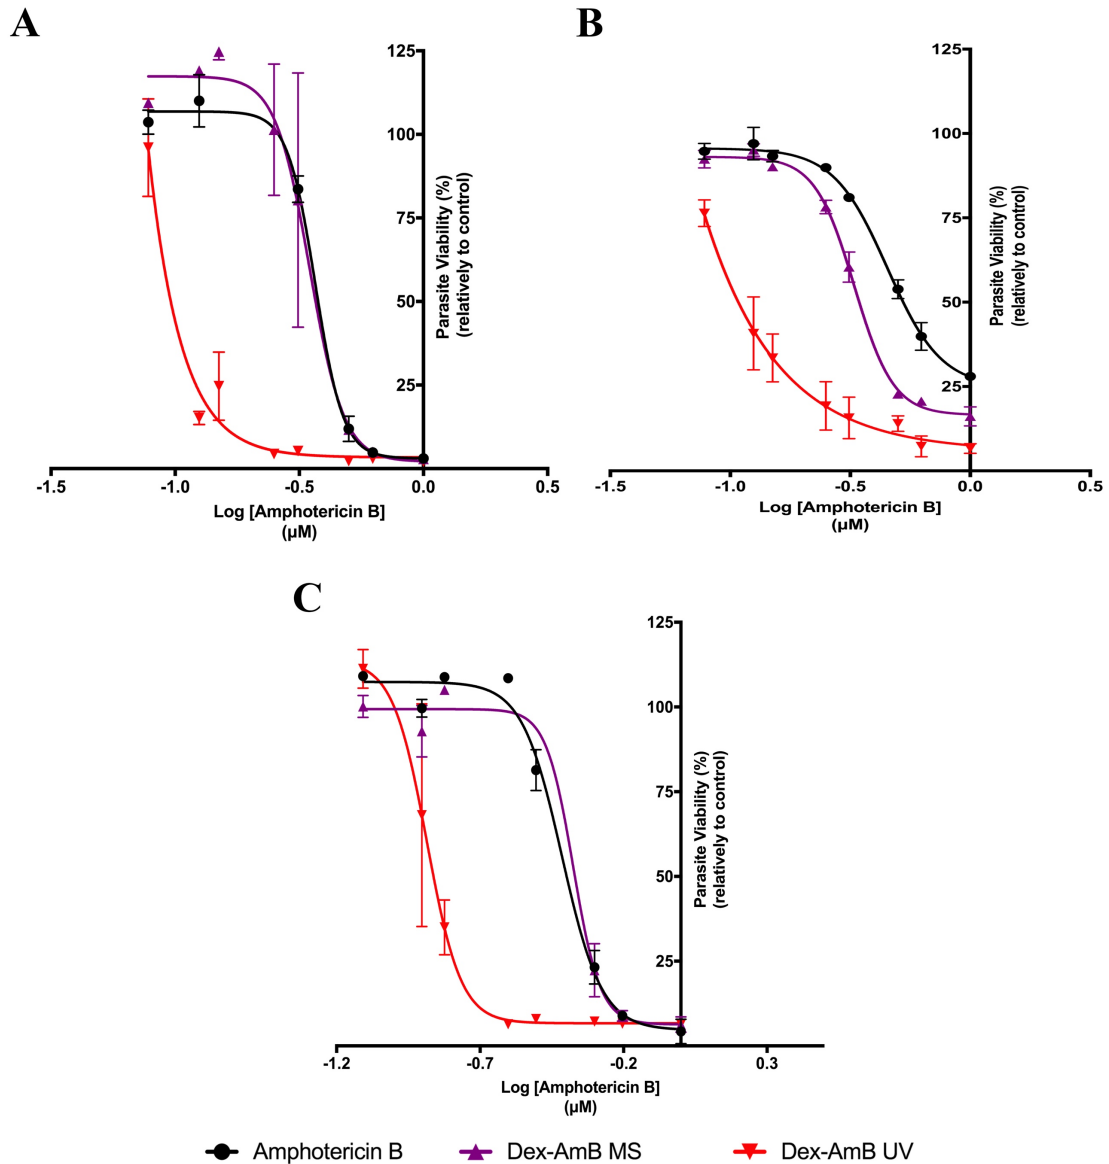 A
B
125
100
75
50
25
Parasite Viability (%)
(relatively to control)
-1.5
-1.0
-0.5
0.0
0.5
Log [Amphotericin B]
(µM)
125
100
75
50
25
Parasite Viability (%)
(relatively to control)
-1.5
-1.0
-0.5
0.0
0.5
Log [Amphotericin B]
(µM)
C
125
100
75
50
25
Parasite Viability (%)
(relatively to control)
-1.2
-0.7
-0.2
0.3
Log [Amphotericin B]
(µM)
Amphotericin B
Dex-AmB MS
Dex-AmB UV